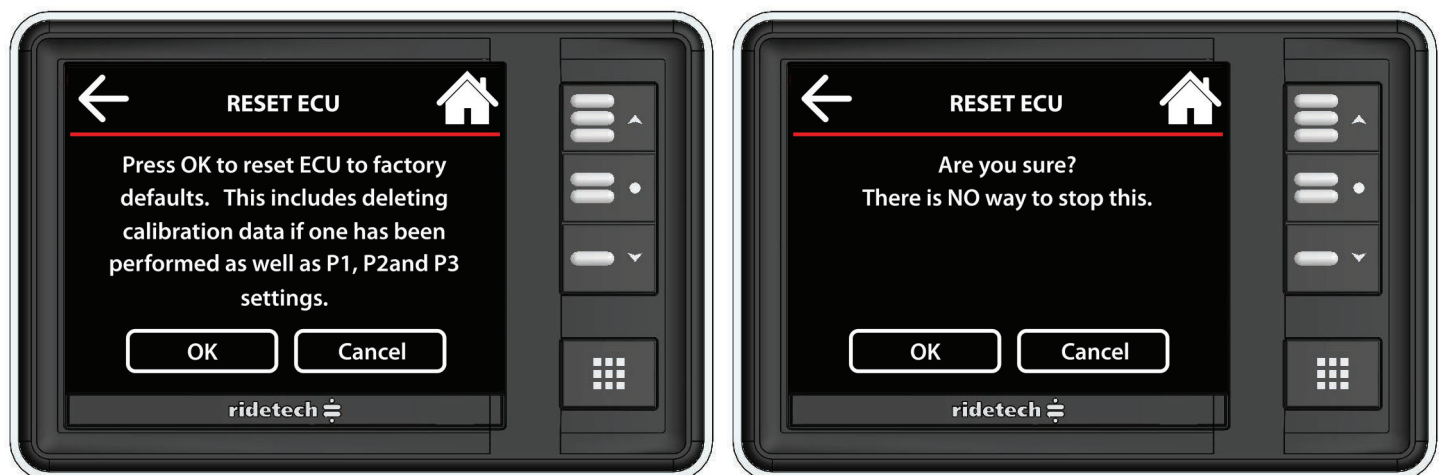 RESET ECU
Press OK to reset ECU to factory
defaults. This includes deleting
calibration data if one has been
performed as well as P1, P2and P3
settings.
OK
Cancel
ridetech
RESET ECU
Are you sure?
There is NO way to stop this.
OK
Cancel
ridetech